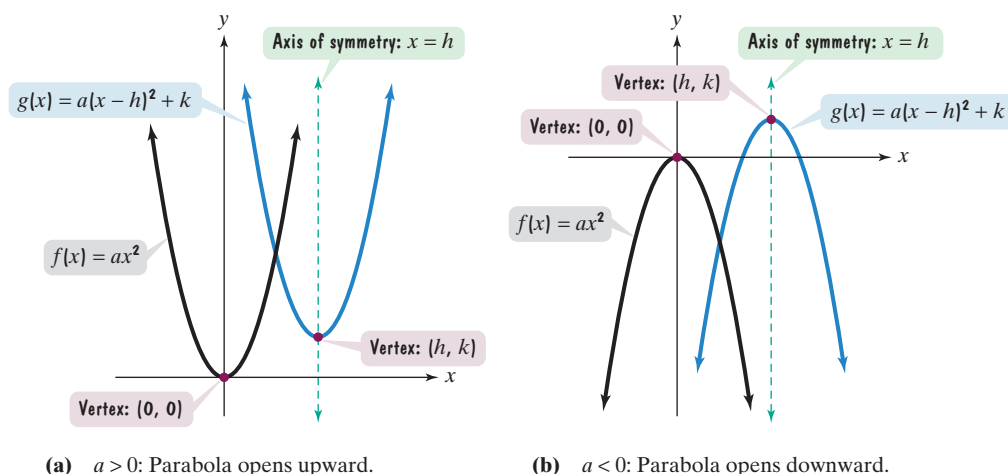 y
Axis of symmetry: x = h
g(x) = a(x − h)² + k
f(x) = ax²
Vertex: (h, k)
x
Vertex: (0, 0)
(a) a > 0: Parabola opens upward.
y
Axis of symmetry: x = h
Vertex: (h, k)
g(x) = a(x − h)² + k
Vertex: (0, 0)
x
f(x) = ax²
(b) a < 0: Parabola opens downward.